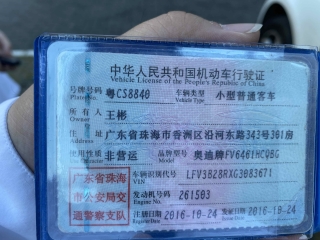 中华人民共和国机动车行驶证
Vehicle License of the People's Republic of China
号牌号码 粤CS8840 车辆类型 小型普通客车
Plate No. Vehicle Type
所有人 王彬
Owner
住址 广东省珠海市香洲区沿河东路343号301房
Address
使用性质 非营运 品牌型号 奥迪牌FV6461HCQBG
Use Character Model
广东省珠海 车辆识别代号 LFV3B28RXG3083671
VIN
市公安局交 发动机号码 261503
Engine No.
通警察支队 注册日期 2016-10-24 发证日期 2016-10-24
Register Date Issue Date